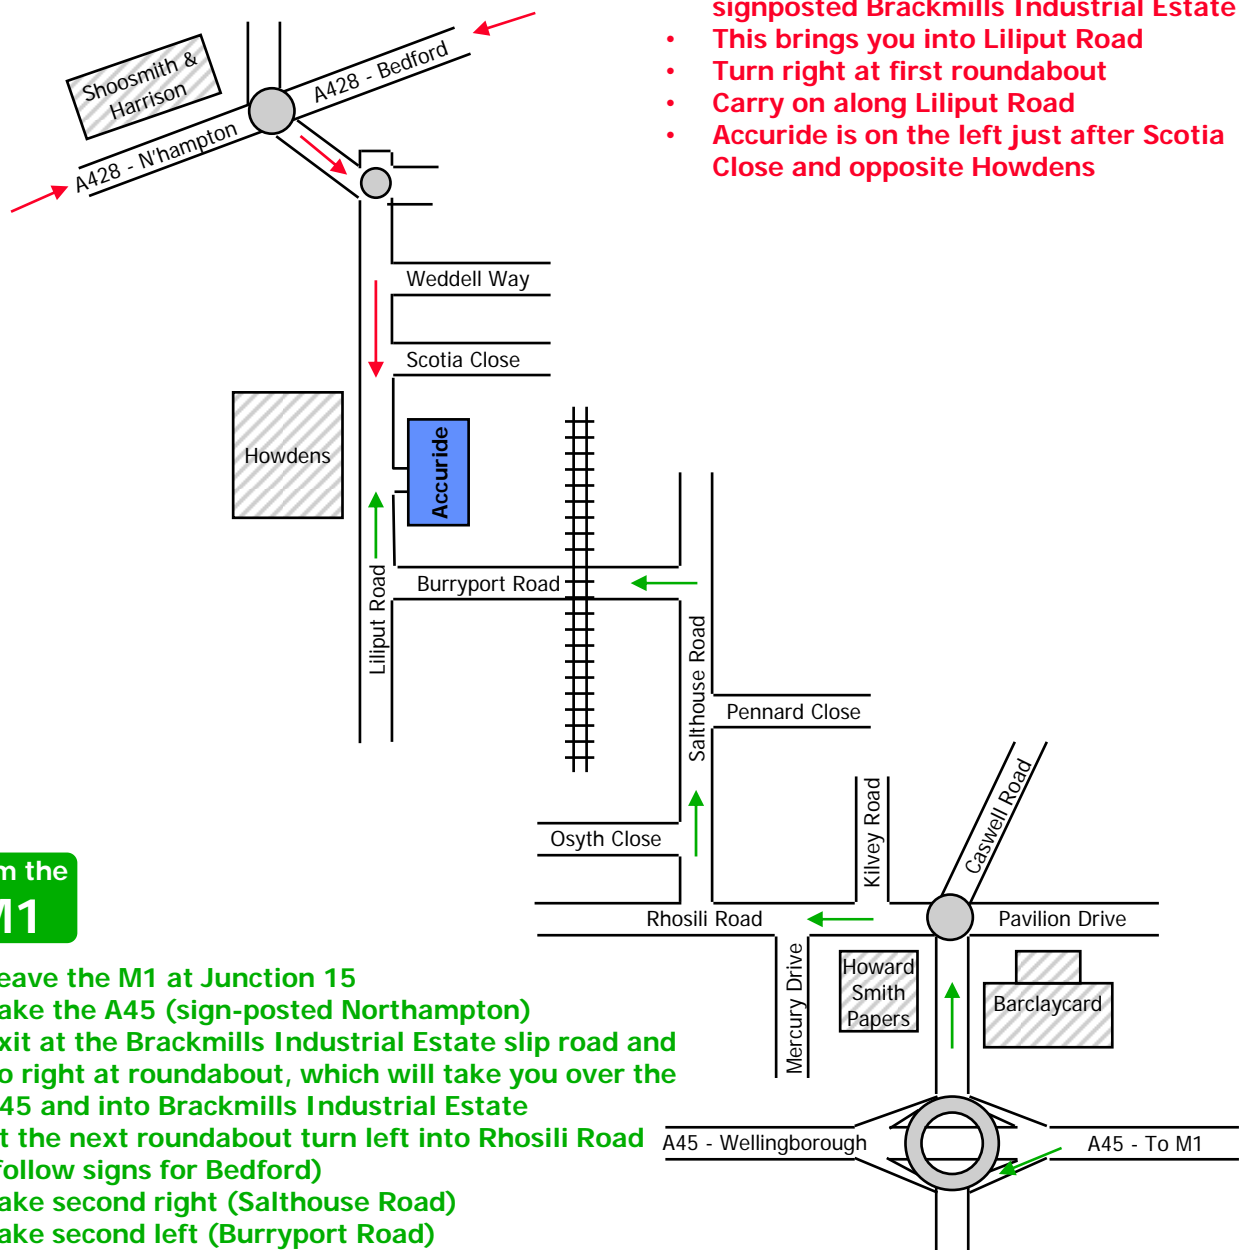 signposted Brackmills Industrial Estate
• This brings you into Liliput Road
• Turn right at first roundabout
• Carry on along Liliput Road
• Accuride is on the left just after Scotia
Close and opposite Howdens
Shoosmith &
Harrison
A428 - Bedford
A428 - N'hampton
Weddell Way
Scotia Close
Howdens
Accuride
Burryport Road
Liliput Road
Salthouse Road
Pennard Close
Osyth Close
Kilvey Road
Caswell Road
Rhosili Road
Pavilion Drive
Mercury Drive
Howard
Smith
Papers
Barclaycard
A45 - Wellingborough
A45 - To M1
m the
M1
eave the M1 at Junction 15
ake the A45 (sign-posted Northampton)
xit at the Brackmills Industrial Estate slip road and
o right at roundabout, which will take you over the
45 and into Brackmills Industrial Estate
t the next roundabout turn left into Rhosili Road
follow signs for Bedford)
ake second right (Salthouse Road)
ake second left (Burryport Road)